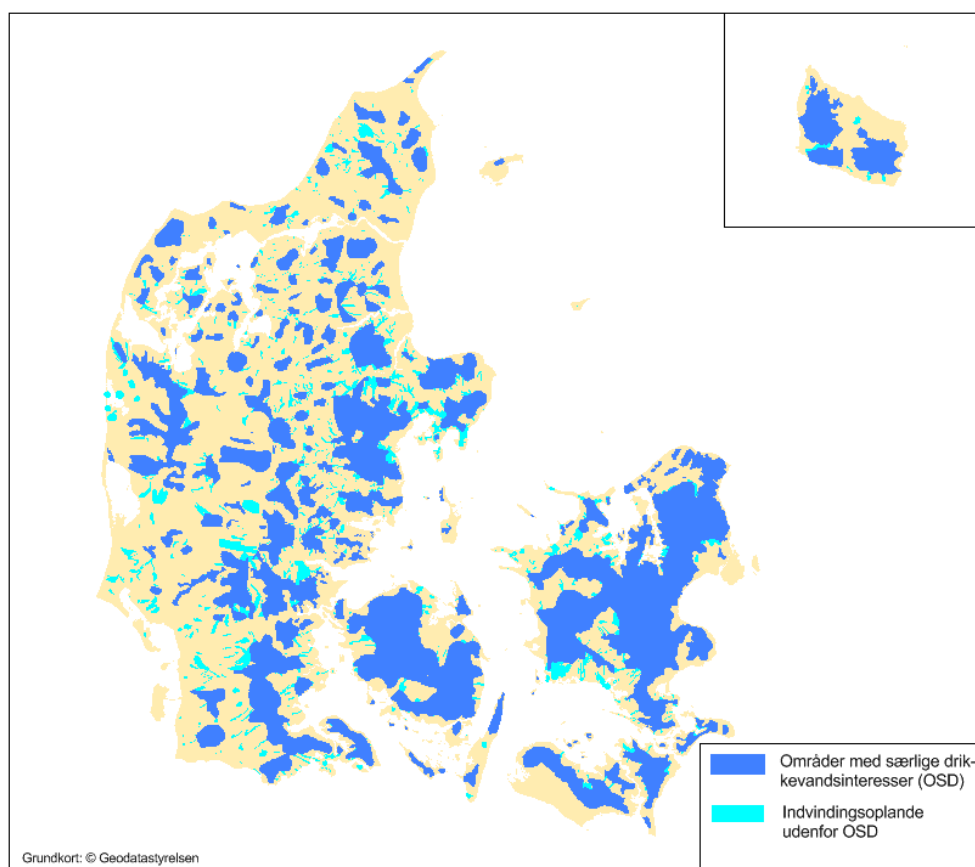 Områder med særlige drik-
kevandsinteresser (OSD)
Indvindingsoplande
udenfor OSD
Grundkort: © Geodatastyrelsen